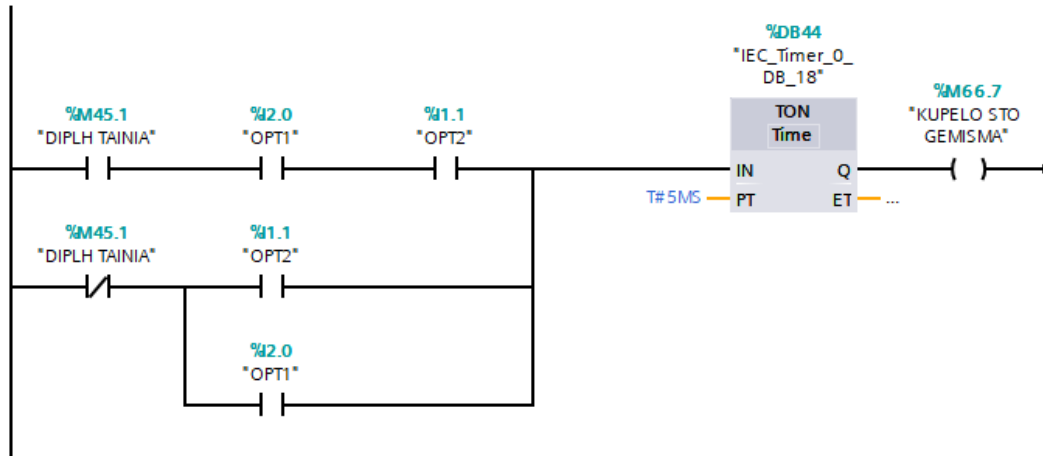 %DB44
"IEC_Timer_0_
DB_18"
%M45.1
"DIPLH TAINIA"
%I2.0
"OPT1"
%I1.1
"OPT2"
TON
Time
%M66.7
"KUPELO STO
GEMISMA"
IN
Q
T#5MS
PT
ET
...
%M45.1
"DIPLH TAINIA"
%I1.1
"OPT2"
%I2.0
"OPT1"